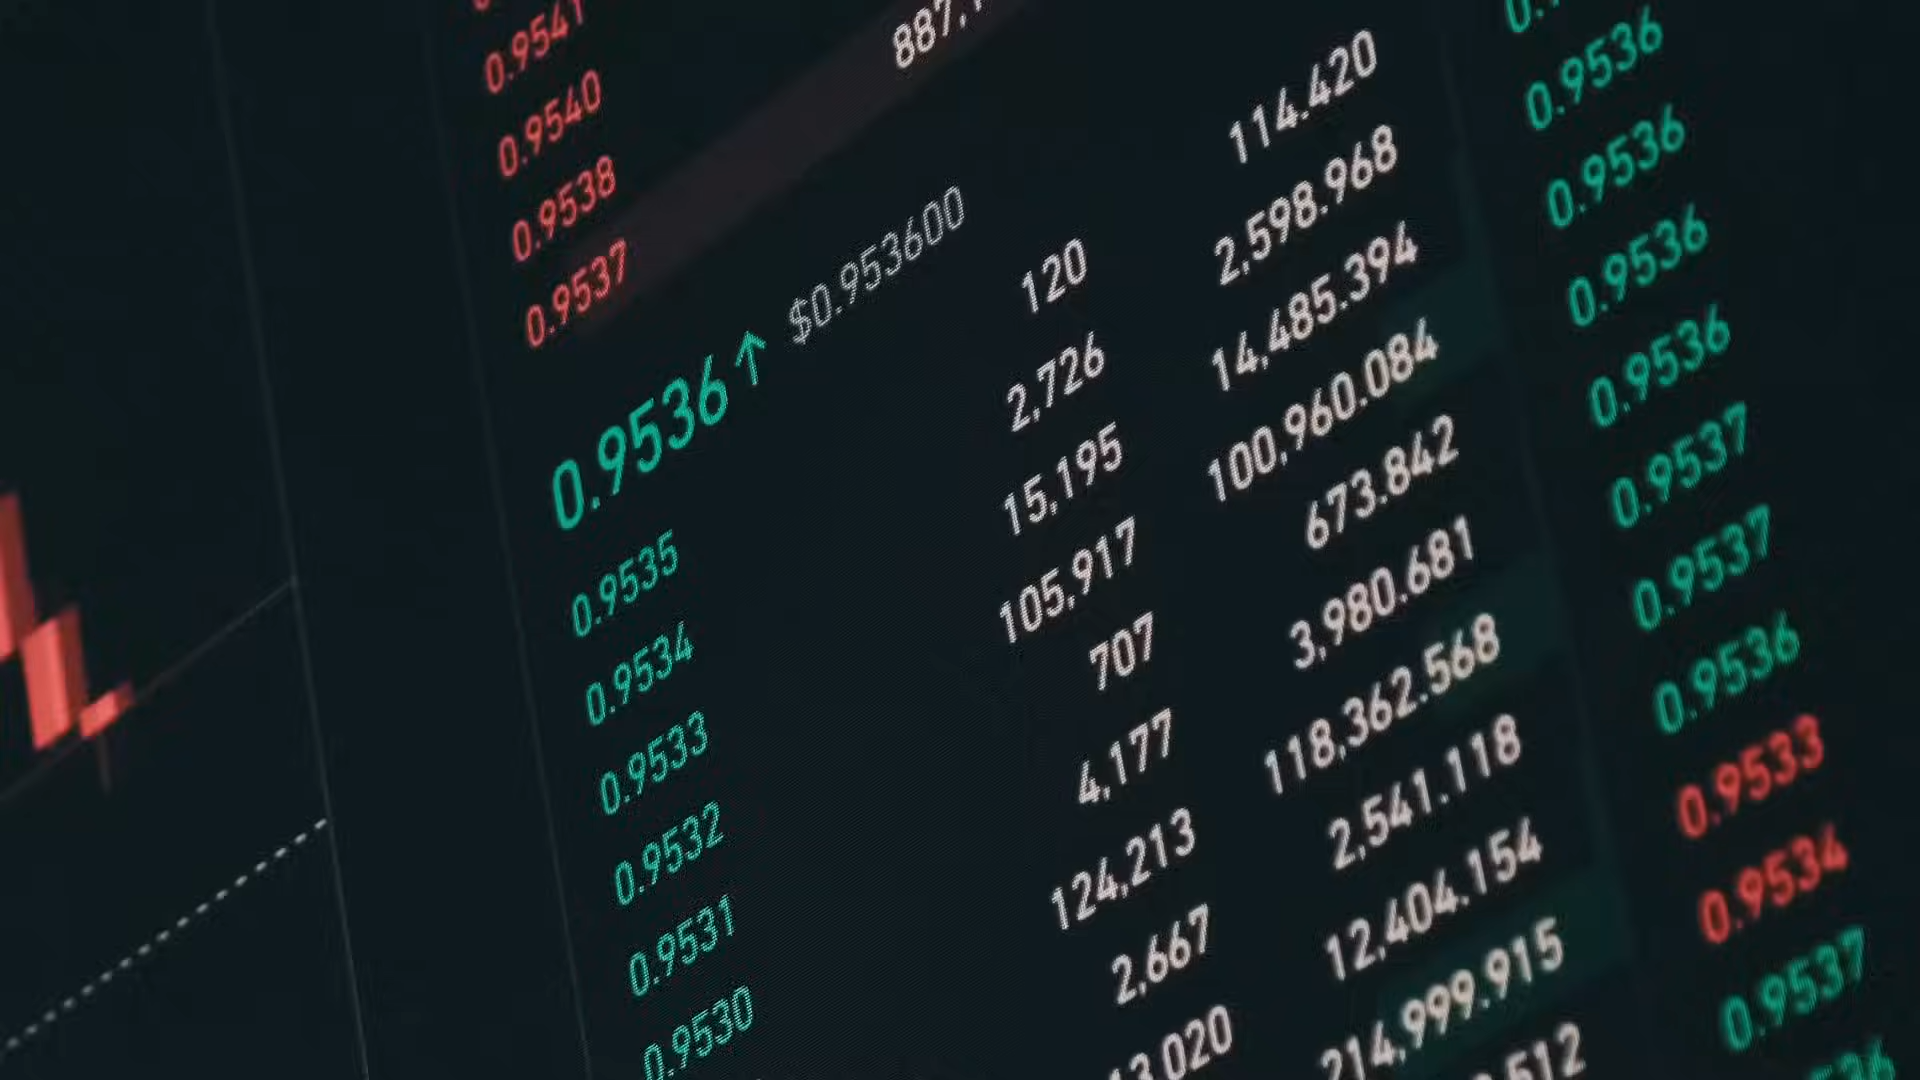 0.9541
0.9540
0.9538
0.9537
0.9536 ↑ $0.953600
0.9535 120 114.420
0.9534 2,726 2,598.968
0.9533 15,195 14,485.394
0.9532 105,917 100,960.084
0.9531 707 673.842
0.9530 4,177 3,980.681
124,213 118,362.568
2,667 2,541.118
13,020 12,404.154
214,999.915
0.9536
0.9536
0.9536
0.9536
0.9537
0.9537
0.9536
0.9533
0.9534
0.9537